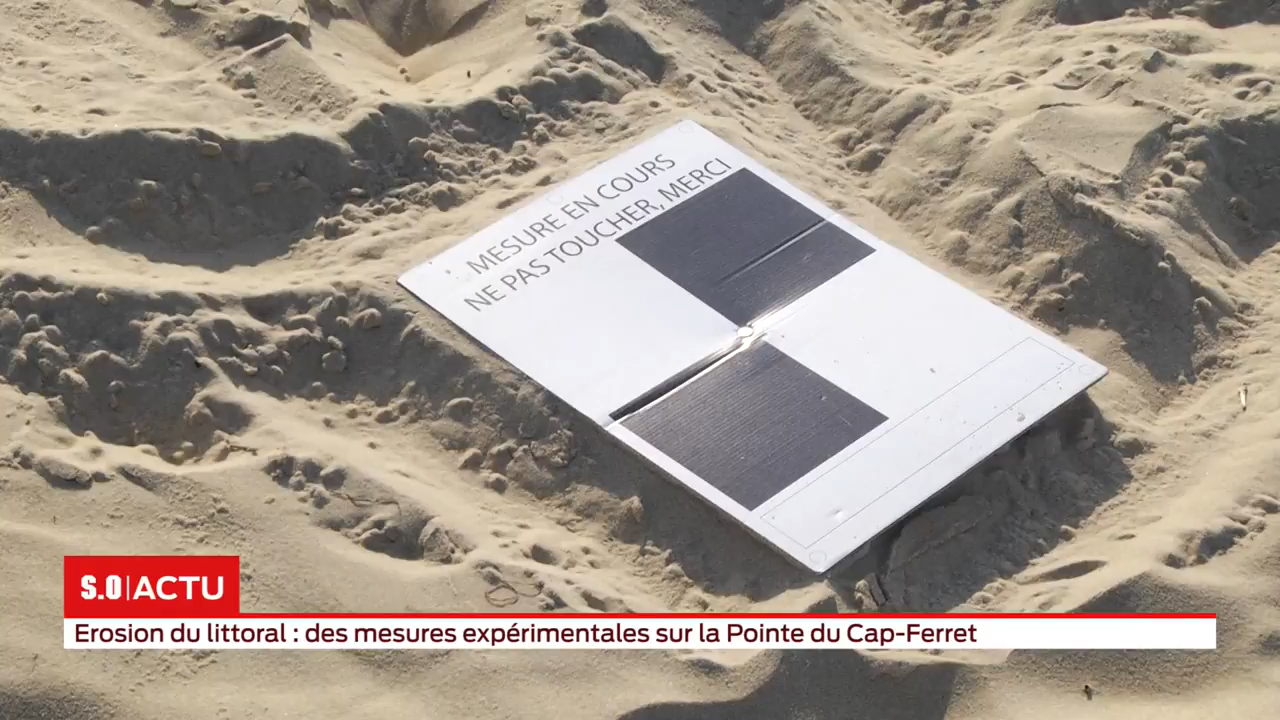 MESURE EN COURS
NE PAS TOUCHER, MERCI
S.O ACTU
Erosion du littoral : des mesures expérimentales sur la Pointe du Cap-Ferret